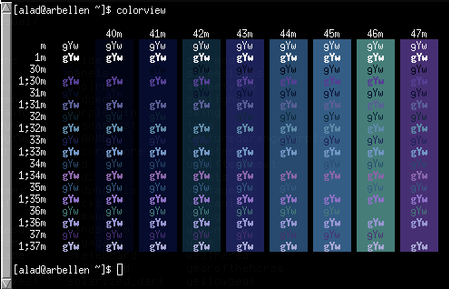 [alad@arbellen ~]$ colorview
40m 41m 42m 43m 44m 45m 46m 47m
m gYw gYw gYw gYw gYw gYw gYw gYw gYw
1m gYw gYw gYw gYw gYw gYw gYw gYw gYw
30m gYw gYw gYw gYw gYw gYw gYw gYw gYw
1;30m gYw gYw gYw gYw gYw gYw gYw gYw gYw
31m gYw gYw gYw gYw gYw gYw gYw gYw gYw
1;31m gYw gYw gYw gYw gYw gYw gYw gYw gYw
32m gYw gYw gYw gYw gYw gYw gYw gYw gYw
1;32m gYw gYw gYw gYw gYw gYw gYw gYw gYw
33m gYw gYw gYw gYw gYw gYw gYw gYw gYw
1;33m gYw gYw gYw gYw gYw gYw gYw gYw gYw
34m gYw gYw gYw gYw gYw gYw gYw gYw gYw
1;34m gYw gYw gYw gYw gYw gYw gYw gYw gYw
35m gYw gYw gYw gYw gYw gYw gYw gYw gYw
1;35m gYw gYw gYw gYw gYw gYw gYw gYw gYw
36m gYw gYw gYw gYw gYw gYw gYw gYw gYw
1;36m gYw gYw gYw gYw gYw gYw gYw gYw gYw
37m gYw gYw gYw gYw gYw gYw gYw gYw gYw
1;37m gYw gYw gYw gYw gYw gYw gYw gYw gYw
[alad@arbellen ~]$